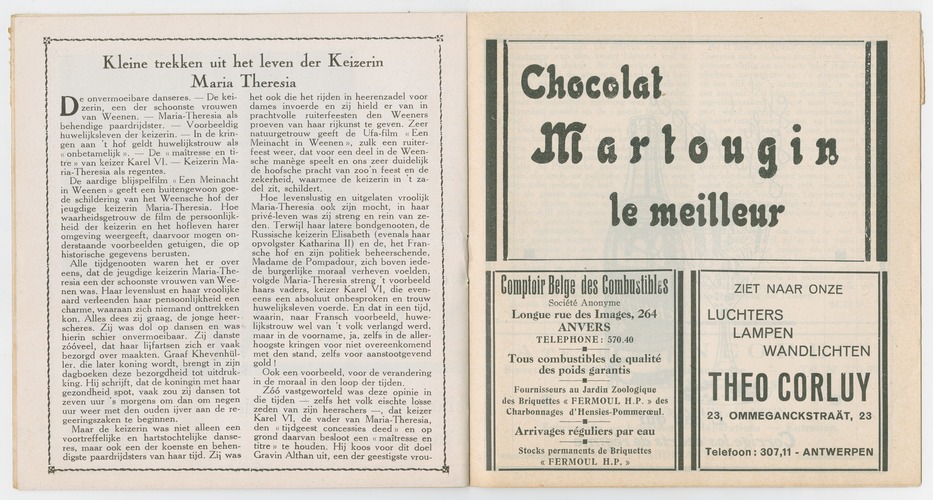 Kleine trekken uit het leven der Keizerin
Maria Theresia
De onvermoeibare danseres. — De kei-
zerin, een der schoonste vrouwen
van Weenen. — Maria-Theresia als
behendige paardrijdster. — Voorbeeldig
huwelijksleven der keizerin. — In de krin-
gen aan 't hof geldt huwelijkstrouw als
« onbetamelijk ». — De « maîtresse en ti-
tre » van keizer Karel VI. — Keizerin Ma-
ria-Theresia als regentes.
De aardige blijspelfilm « Een Meinacht
in Weenen » geeft een buitengewoon goe-
de schildering van het Weensche hof der
jeugdige keizerin Maria-Theresia. Hoe
waarheidsgetrouw de film de persoonlijk-
heid der keizerin en het hofleven harer
omgeving weergeeft, daarvoor mogen on-
derstaande voorbeelden getuigen, die op
historische gegevens berusten.
Alle tijdgenooten waren het er over
eens, dat de jeugdige keizerin Maria-The-
resia een der schoonste vrouwen van Wee-
nen was. Haar levenslust en haar vroolijke
aard verleenden haar persoonlijkheid een
charme, waaraan zich niemand onttrekken
kon. Alles deed zij graag, de jonge heer-
scheres. Zij was dol op dansen en was
hierin schier onvermoeibaar. Zij danste
zóóveel, dat haar lijfartsen zich er vaak
bezorgd over maakten. Graaf Khevenhül-
ler, die later koning wordt, brengt in zijn
dagboeken deze bezorgdheid tot uitdruk-
king. Hij schrijft, dat de koningin met haar
gezondheid spot, vaak zou zij dansen tot
zeven uur 's morgens om dan om negen
uur weer met den ouden ijver aan de re-
geeringszaken te beginnen.
Maar de keizerin was niet alleen een
voortreffelijke en hartstochtelijke danse-
res, maar ook een der koenste en behen-
digste paardrijdsters van haar tijd. Zij was
het ook die het rijden in heerenzadel voor
dames invoerde en zij hield er van in
prachtvolle ruiterfeesten den Weeners
proeven van haar rijkunst te geven. Zeer
natuurgetrouw geeft de Ufa-film « Een
Meinacht in Weenen », zulk een ruiter-
feest weer, dat voor een deel in de Ween-
sche manège speelt en ons zeer duidelijk
de hoofsche pracht van zoo'n feest en de
zekerheid, waarmee de keizerin in 't za-
del zit, schildert.
Hoe levenslustig en uitgelaten vroolijk
Maria-Theresia ook zijn mocht, in haar
privé-leven was zij streng en rein van ze-
den. Terwijl haar latere bondgenooten, de
Russische keizerin Elisabeth (evenals haar
opvolgster Katharina II) en de, het Fran-
sche hof en zijn politiek beheerschende,
Madame de Pompadour, zich boven iede-
de burgerlijke moraal verheven voelden,
volgde Maria-Theresia streng 't voorbeeld
haars vaders, keizer Karel VI, die even-
eens een absoluut onbesproken en trouw
huwelijksleven voerde. En dat in een tijd,
waarin, naar Fransch voorbeeld, huwe-
lijkstrouw wel van 't volk verlangd werd,
maar in de voorname, ja, zelfs in de aller-
hoogste kringen voor niet overeenkomend
met den stand, zelfs voor aanstootgevend
gold !
Ook een voorbeeld, voor de verandering
in de moraal in den loop der tijden.
Zóó vastgeworteld was deze opinie in
die tijden — zelfs het volk eischte losse
zeden van zijn heerschers —, dat keizer
Karel VI, de vader van Maria-Theresia,
den « tijdgeest concessies deed » en op
grond daarvan besloot een « maîtresse en
titre » te houden. Hij koos voor dit doel
Gravin Althan uit, een der geestigste vrou-
Chocolat
Martougin
le meilleur
Comptoir Belge des Combustibles
Société Anonyme
Longue rue des Images, 264
ANVERS
TELEPHONE : 570.40
Tous combustibles de qualité
des poids garantis
Fournisseurs au Jardin Zoologique
des Briquettes « FERMOUL H.P. » des
Charbonnages d'Hensies-Pommerœul.
Arrivages réguliers par eau
Stocks permanents de Briquettes
« FERMOUL H.P. »
ZIET NAAR ONZE
LUCHTERS
LAMPEN
WANDLICHTEN
THEO CORLUY
23, OMMEGANCKSTRAÄT, 23
Telefoon : 307,11 - ANTWERPEN